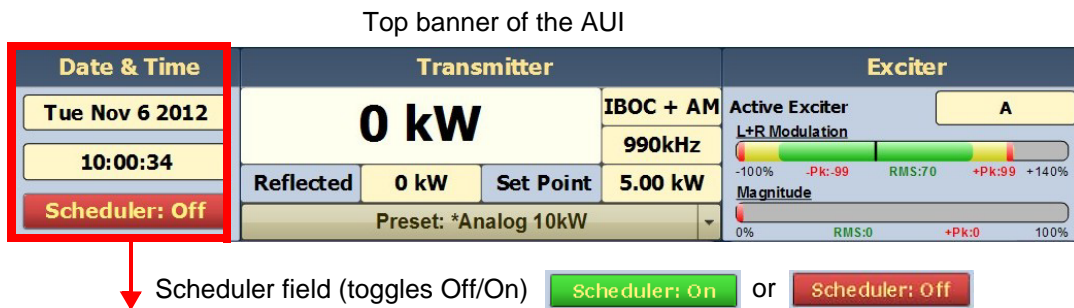 Top banner of the AUI
Date & Time
Transmitter
Exciter
Tue Nov 6 2012
0 kW
IBOC + AM
Active Exciter
A
L+R Modulation
990kHz
10:00:34
-100% -Pk:-99 RMS:70 +Pk:99 +140%
Reflected
0 kW
Set Point
5.00 kW
Magnitude
Scheduler: Off
Preset: *Analog 10kW
0% RMS:0 +Pk:0 100%
Scheduler field (toggles Off/On) Scheduler: On or Scheduler: Off